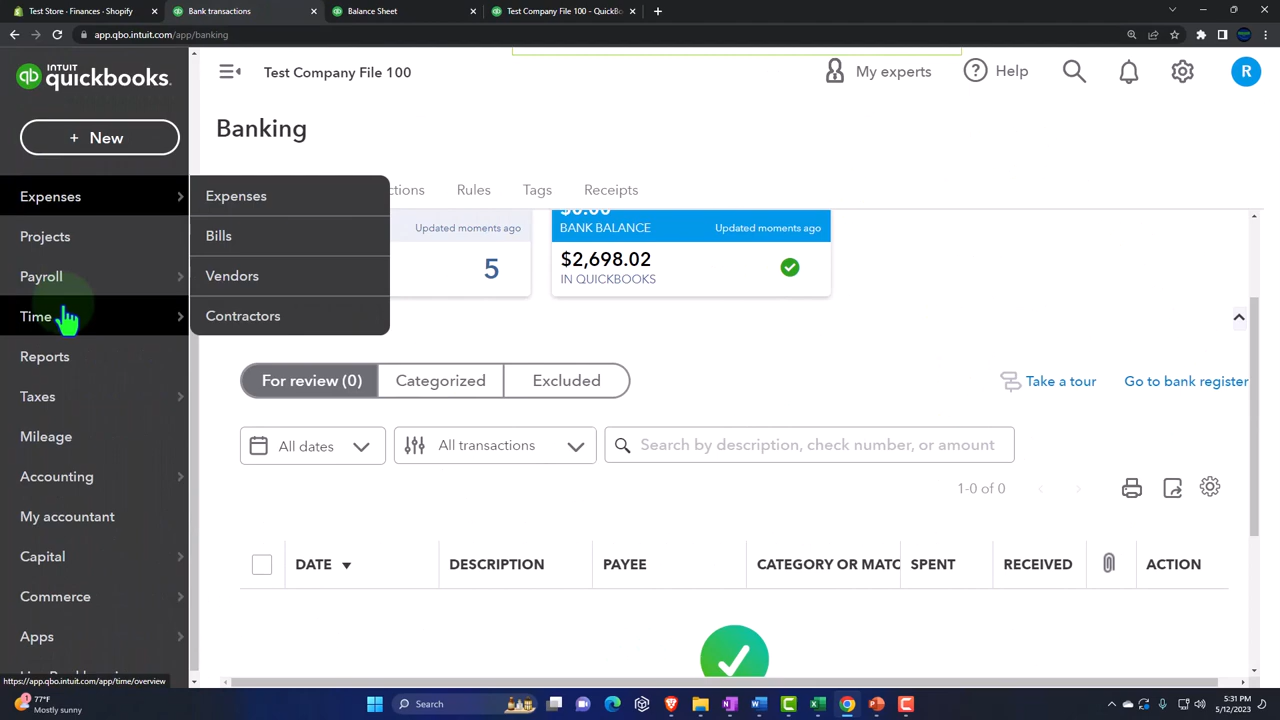 Test Store - Finances - Shopify
Bank Transactions
Balance Sheet
Test Company File 100 - QuickBo
app.qbo.intuit.com/app/banking
INTUIT
quickbooks.
Test Company File 100
My experts
Help
R
+ New
Banking
ctions
Rules
Tags
Receipts
Expenses
Projects
Payroll
Time
Reports
Taxes
Mileage
Accounting
My accountant
Capital
Commerce
Apps
Expenses
Bills
Vendors
Contractors
Updated moments ago
5
$0.00
BANK BALANCE
Updated moments ago
$2,698.02
IN QUICKBOOKS
For review (0)
Categorized
Excluded
Take a tour
Go to bank register
All dates
All transactions
Search by description, check number, or amount
1-0 of 0
DATE
DESCRIPTION
PAYEE
CATEGORY OR MATC
SPENT
RECEIVED
ACTION
https://app.qbo.intuit.com/app/time/overview
77°F
Mostly sunny
Search
5:31 PM
5/12/2023